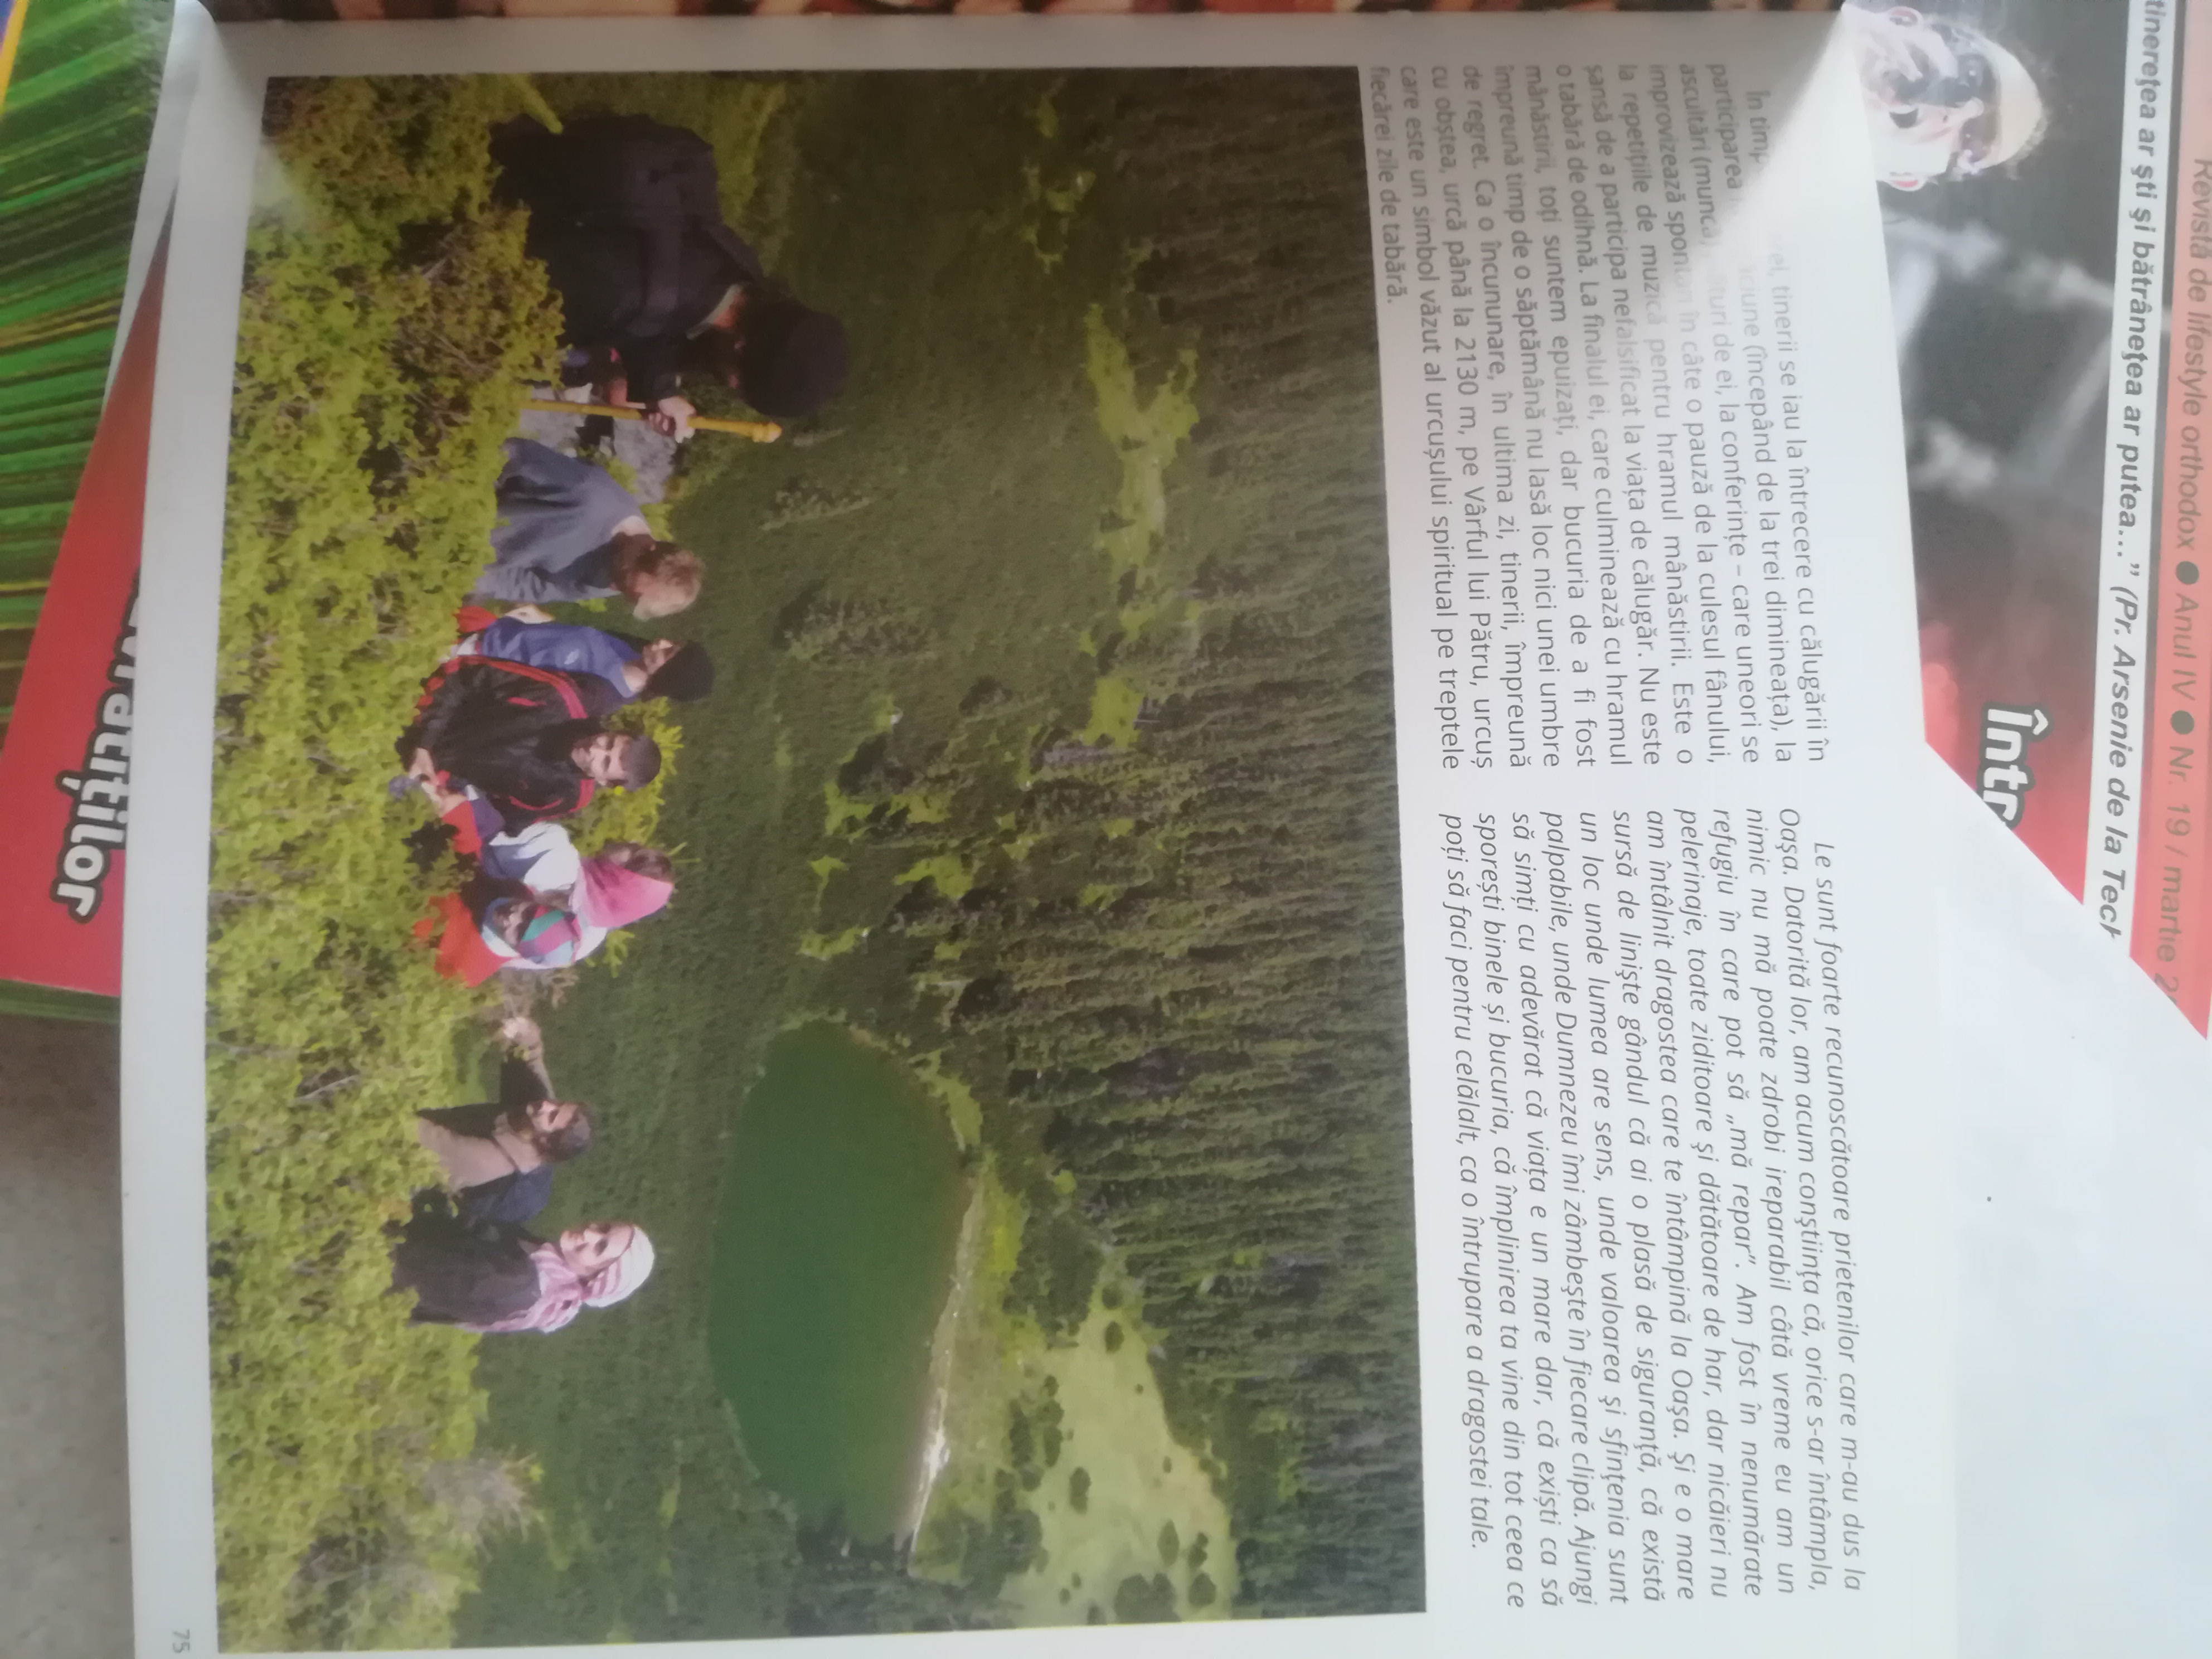 Revistă de lifestyle orthodox ● Anul IV ● Nr. 19 / martie
tinereţea ar şti şi bătrâneţea ar putea...” (Pr. Arsenie de la
În tinerii se iau la întrecere cu călugării în
participarea (începând de la trei dimineața), la
ascultări de ei, la conferințe – care uneori se
improvizează în câte o pauză de la culesul fânului,
la repetițiile de muzică pentru hramul mânăstirii. Este o
șansă de a participa nefalsificat la viața de călugăr. Nu este
o tabără de odihnă. La finalul ei, care culminează cu hramul
mânăstirii, toți suntem epuizați, dar bucuria de a fi fost
împreună timp de o săptămână nu lasă loc nici unei umbre
de regret. Ca o încununare, în ultima zi, tinerii, împreună
cu obștea, urcă până la 2130 m, pe Vârful lui Pătru, urcuș
care este un simbol văzut al urcușului spiritual pe treptele
fiecărei zile de tabără.
Le sunt foarte recunoscătoare prietenilor care m-au dus la
Oaşa. Datorită lor, am acum conştiinţa că, orice s-ar întâmpla,
nimic nu mă poate zdrobi ireparabil câtă vreme eu am un
refugiu în care pot să „mă repar”. Am fost în nenumărate
pelerinaje, toate ziditoare şi dătătoare de har, dar nicăieri nu
am întâlnit dragostea care te întâmpină la Oaşa. Şi e o mare
sursă de linişte gândul că ai o plasă de siguranţă, că există
un loc unde lumea are sens, unde valoarea şi sfinţenia sunt
palpabile, unde Dumnezeu îmi zâmbeşte în fiecare clipă. Ajungi
să simți cu adevărat că viața e un mare dar, că exiști ca să
sporești binele și bucuria, că împlinirea ta vine din tot ceea ce
poți să faci pentru celălalt, ca o întrupare a dragostei tale.
75